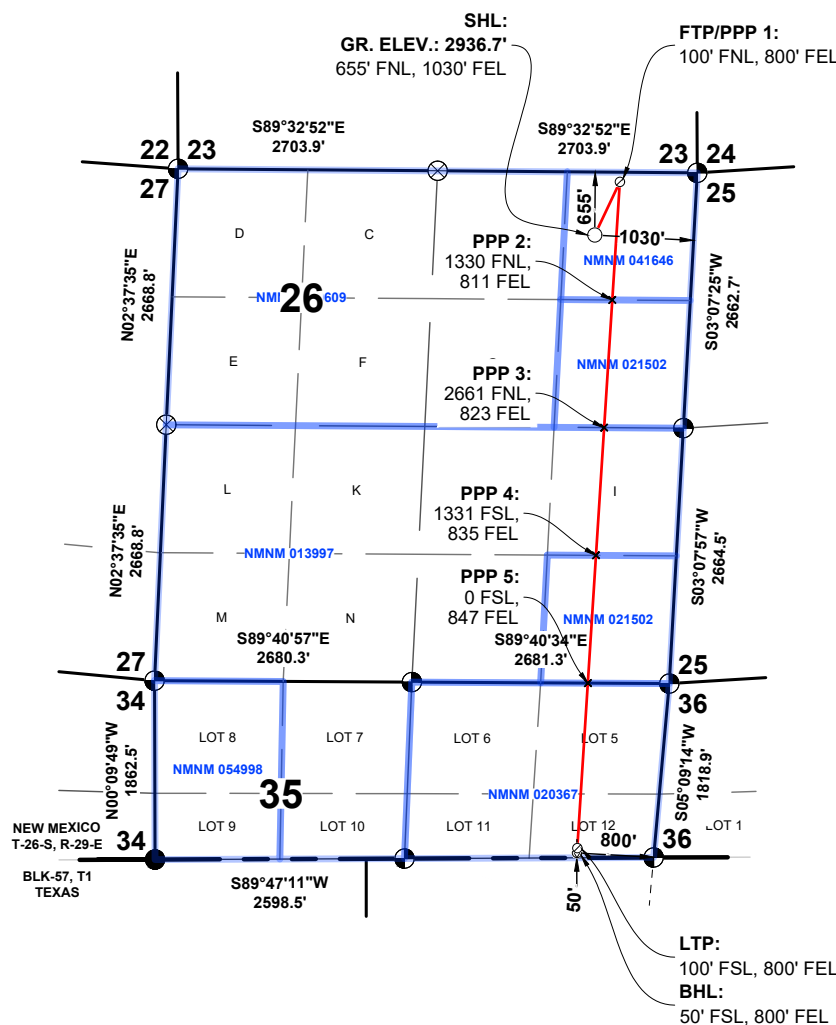 SHL:
GR. ELEV.: 2936.7'
655' FNL, 1030' FEL
FTP/PPP 1:
100' FNL, 800' FEL
S89°32'52"E
2703.9'
S89°32'52"E
2703.9'
22 23
27
23 24
25
655'
1030'
D
C
PPP 2:
1330 FNL,
811 FEL
NMNM 041646
N02°37'35"E
2668.8'
26
609
S03°07'25"W
2662.7'
E
F
NMNM 021502
PPP 3:
2661 FNL,
823 FEL
L
K
I
PPP 4:
1331 FSL,
835 FEL
N02°37'35"E
2668.8'
NMNM 013997
S03°07'57"W
2664.5'
PPP 5:
0 FSL,
847 FEL
M
N
NMNM 021502
S89°40'57"E
2680.3'
S89°40'34"E
2681.3'
27
34
25
36
LOT 8
LOT 7
LOT 6
LOT 5
N00°09'49"W
1862.5'
NMNM 054998
35
NMNM 020367
S05°09'14"W
1818.9'
LOT 9
LOT 10
LOT 11
LOT 12
LOT 1
NEW MEXICO
T-26-S, R-29-E
34
800'
36
BLK-57, T1
TEXAS
S89°47'11"W
2598.5'
50'
LTP:
100' FSL, 800' FEL
BHL:
50' FSL, 800' FEL